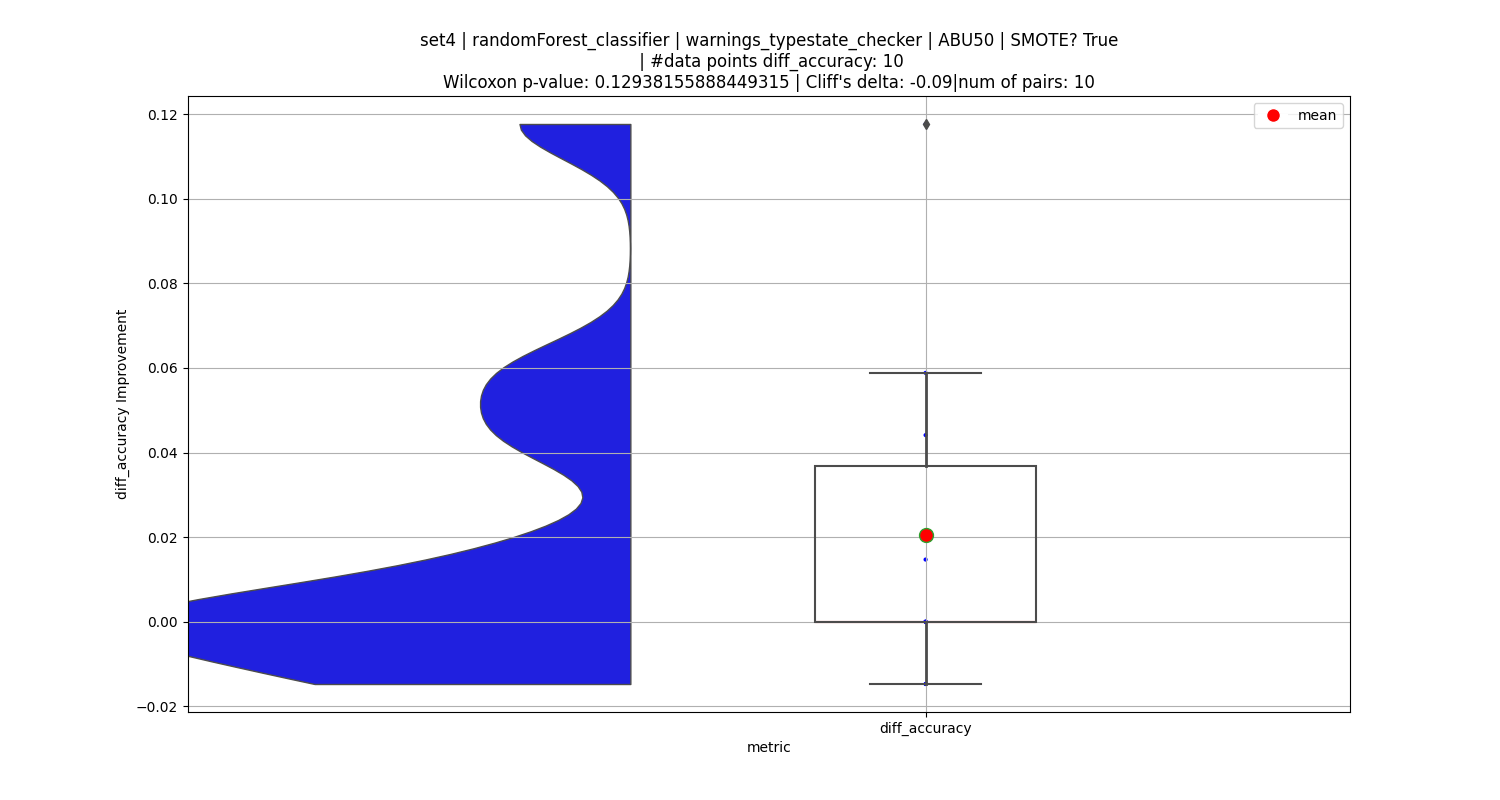 set4 | randomForest_classifier | warnings_typestate_checker | ABU50 | SMOTE? True
| #data points diff_accuracy: 10
Wilcoxon p-value: 0.12938155888449315 | Cliff's delta: -0.09|num of pairs: 10
mean
0.12
0.10
0.08
0.06
0.04
0.02
0.00
−0.02
diff_accuracy Improvement
diff_accuracy
metric